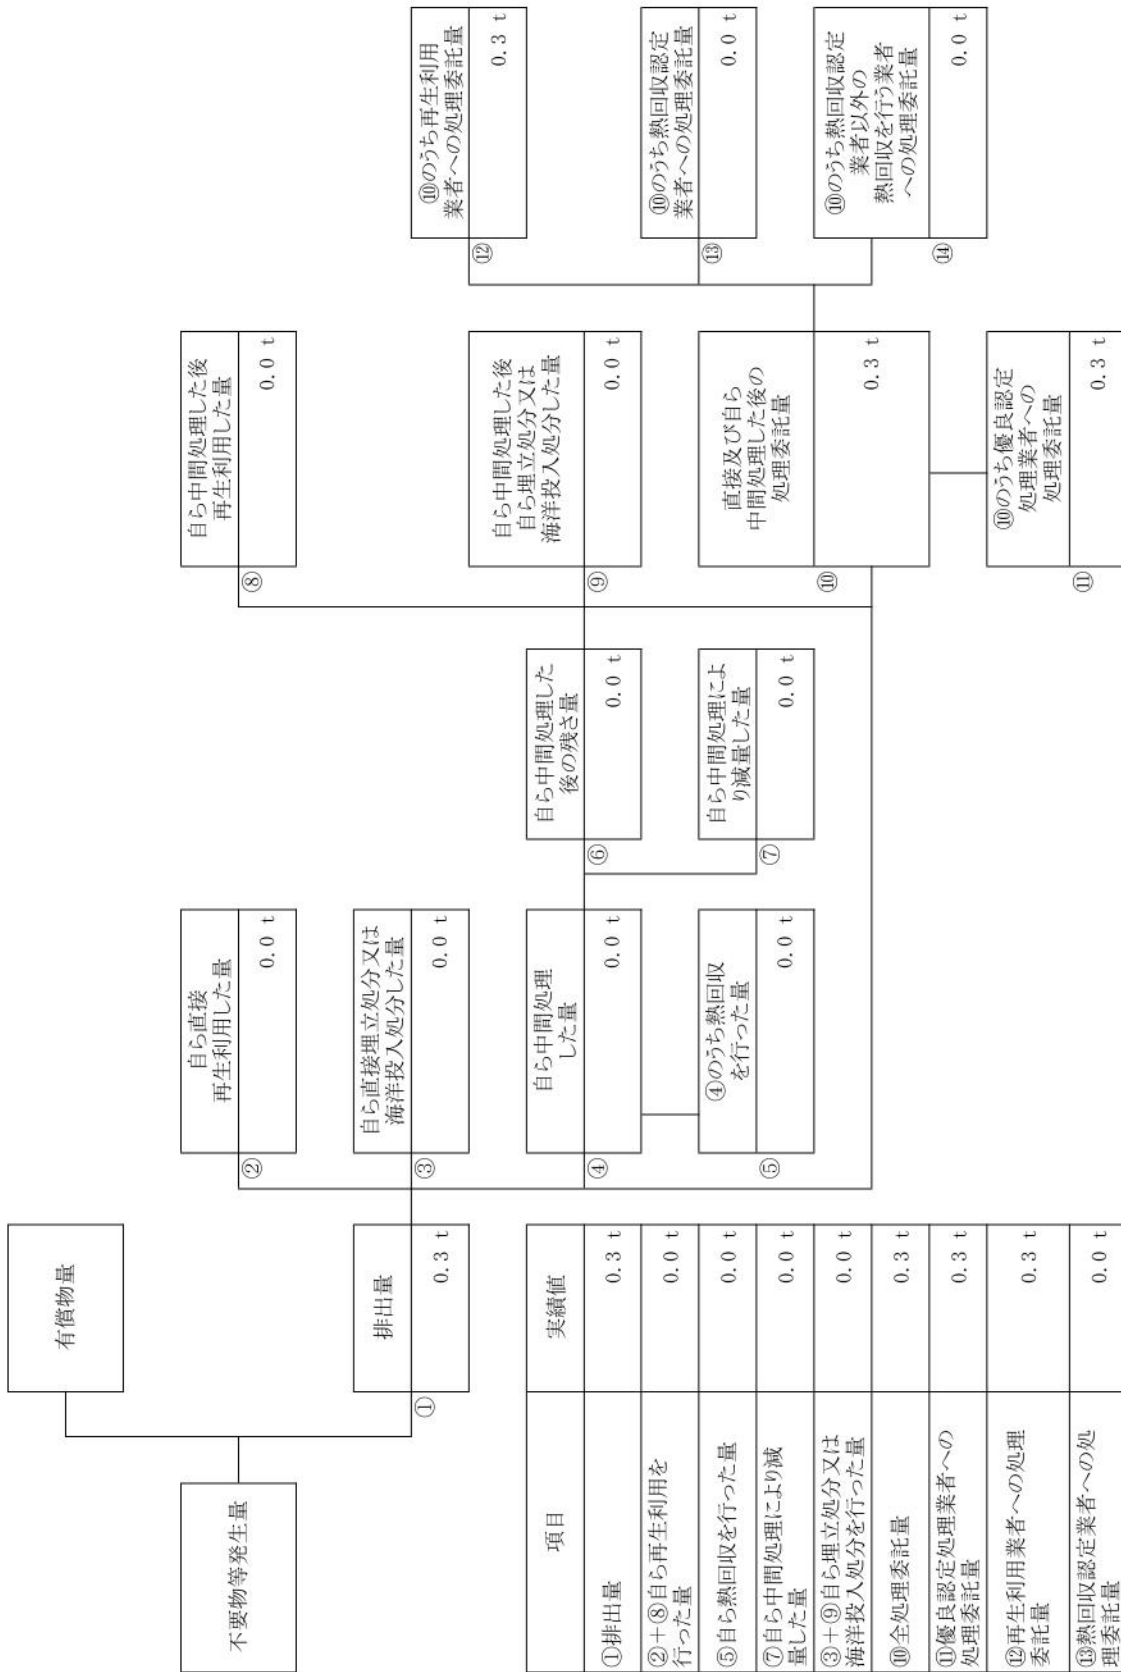 不要物等発生量
有償物量
排出量
①
0.3 t
自ら直接
再生利用した量
②
0.0 t
自ら直接埋立処分又は
海洋投入処分した量
③
0.0 t
自ら中間処理
した量
④
0.0 t
④のうち熱回収
を行った量
⑤
0.0 t
自ら中間処理した
後の残さ量
⑥
0.0 t
自ら中間処理によ
り減量した量
⑦
0.0 t
自ら中間処理した後
再生利用した量
⑧
0.0 t
自ら中間処理した後
自ら埋立処分又は
海洋投入処分した量
⑨
0.0 t
直接及び自ら
中間処理した後の
処理委託量
⑩
0.3 t
⑩のうち優良認定
処理業者への
処理委託量
⑪
0.3 t
⑩のうち再生利用
業者への処理委託量
⑫
0.3 t
⑩のうち熱回収認定
業者への処理委託量
⑬
0.0 t
⑩のうち熱回収認定
業者以外の
熱回収を行う業者
への処理委託量
⑭
0.0 t
項目 実績値
①排出量 0.3 t
②+⑧自ら再生利用を
行った量 0.0 t
⑤自ら熱回収を行った量 0.0 t
⑦自ら中間処理により減
量した量 0.0 t
③+⑨自ら埋立処分又は
海洋投入処分を行った量 0.0 t
⑩全処理委託量 0.3 t
⑪優良認定処理業者への
処理委託量 0.3 t
⑫再生利用業者への処理
委託量 0.3 t
⑬熱回収認定業者への処
理委託量 0.0 t